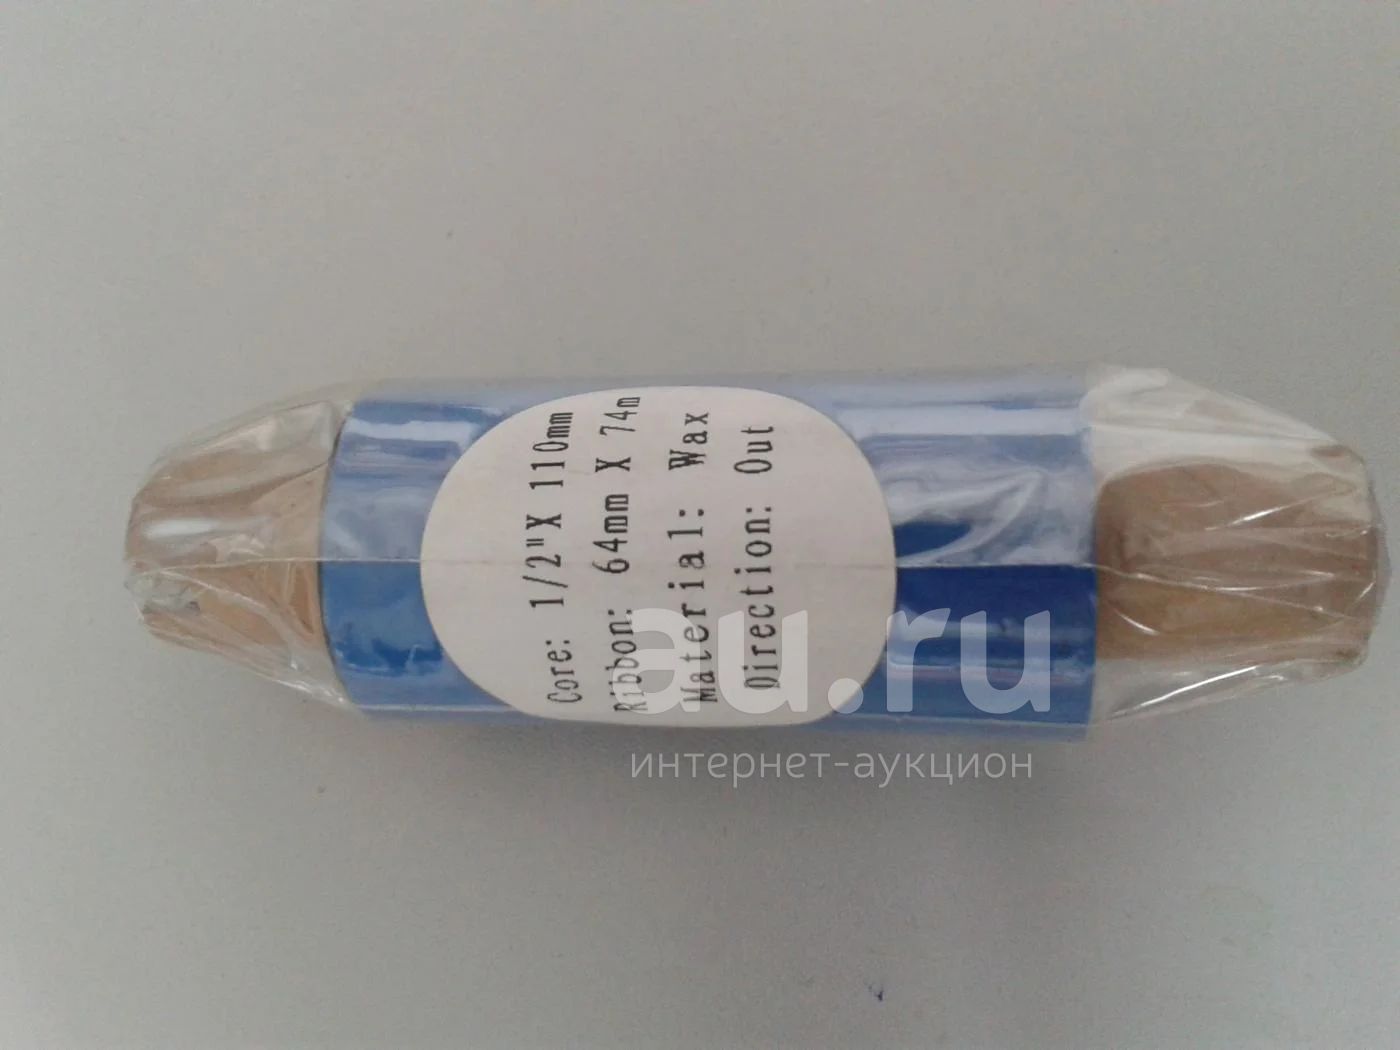 Core: 1/2"X 110mm
Ribbon: 64mm X 74m
Material: Wax
Direction: Out
au.ru
интернет-аукцион